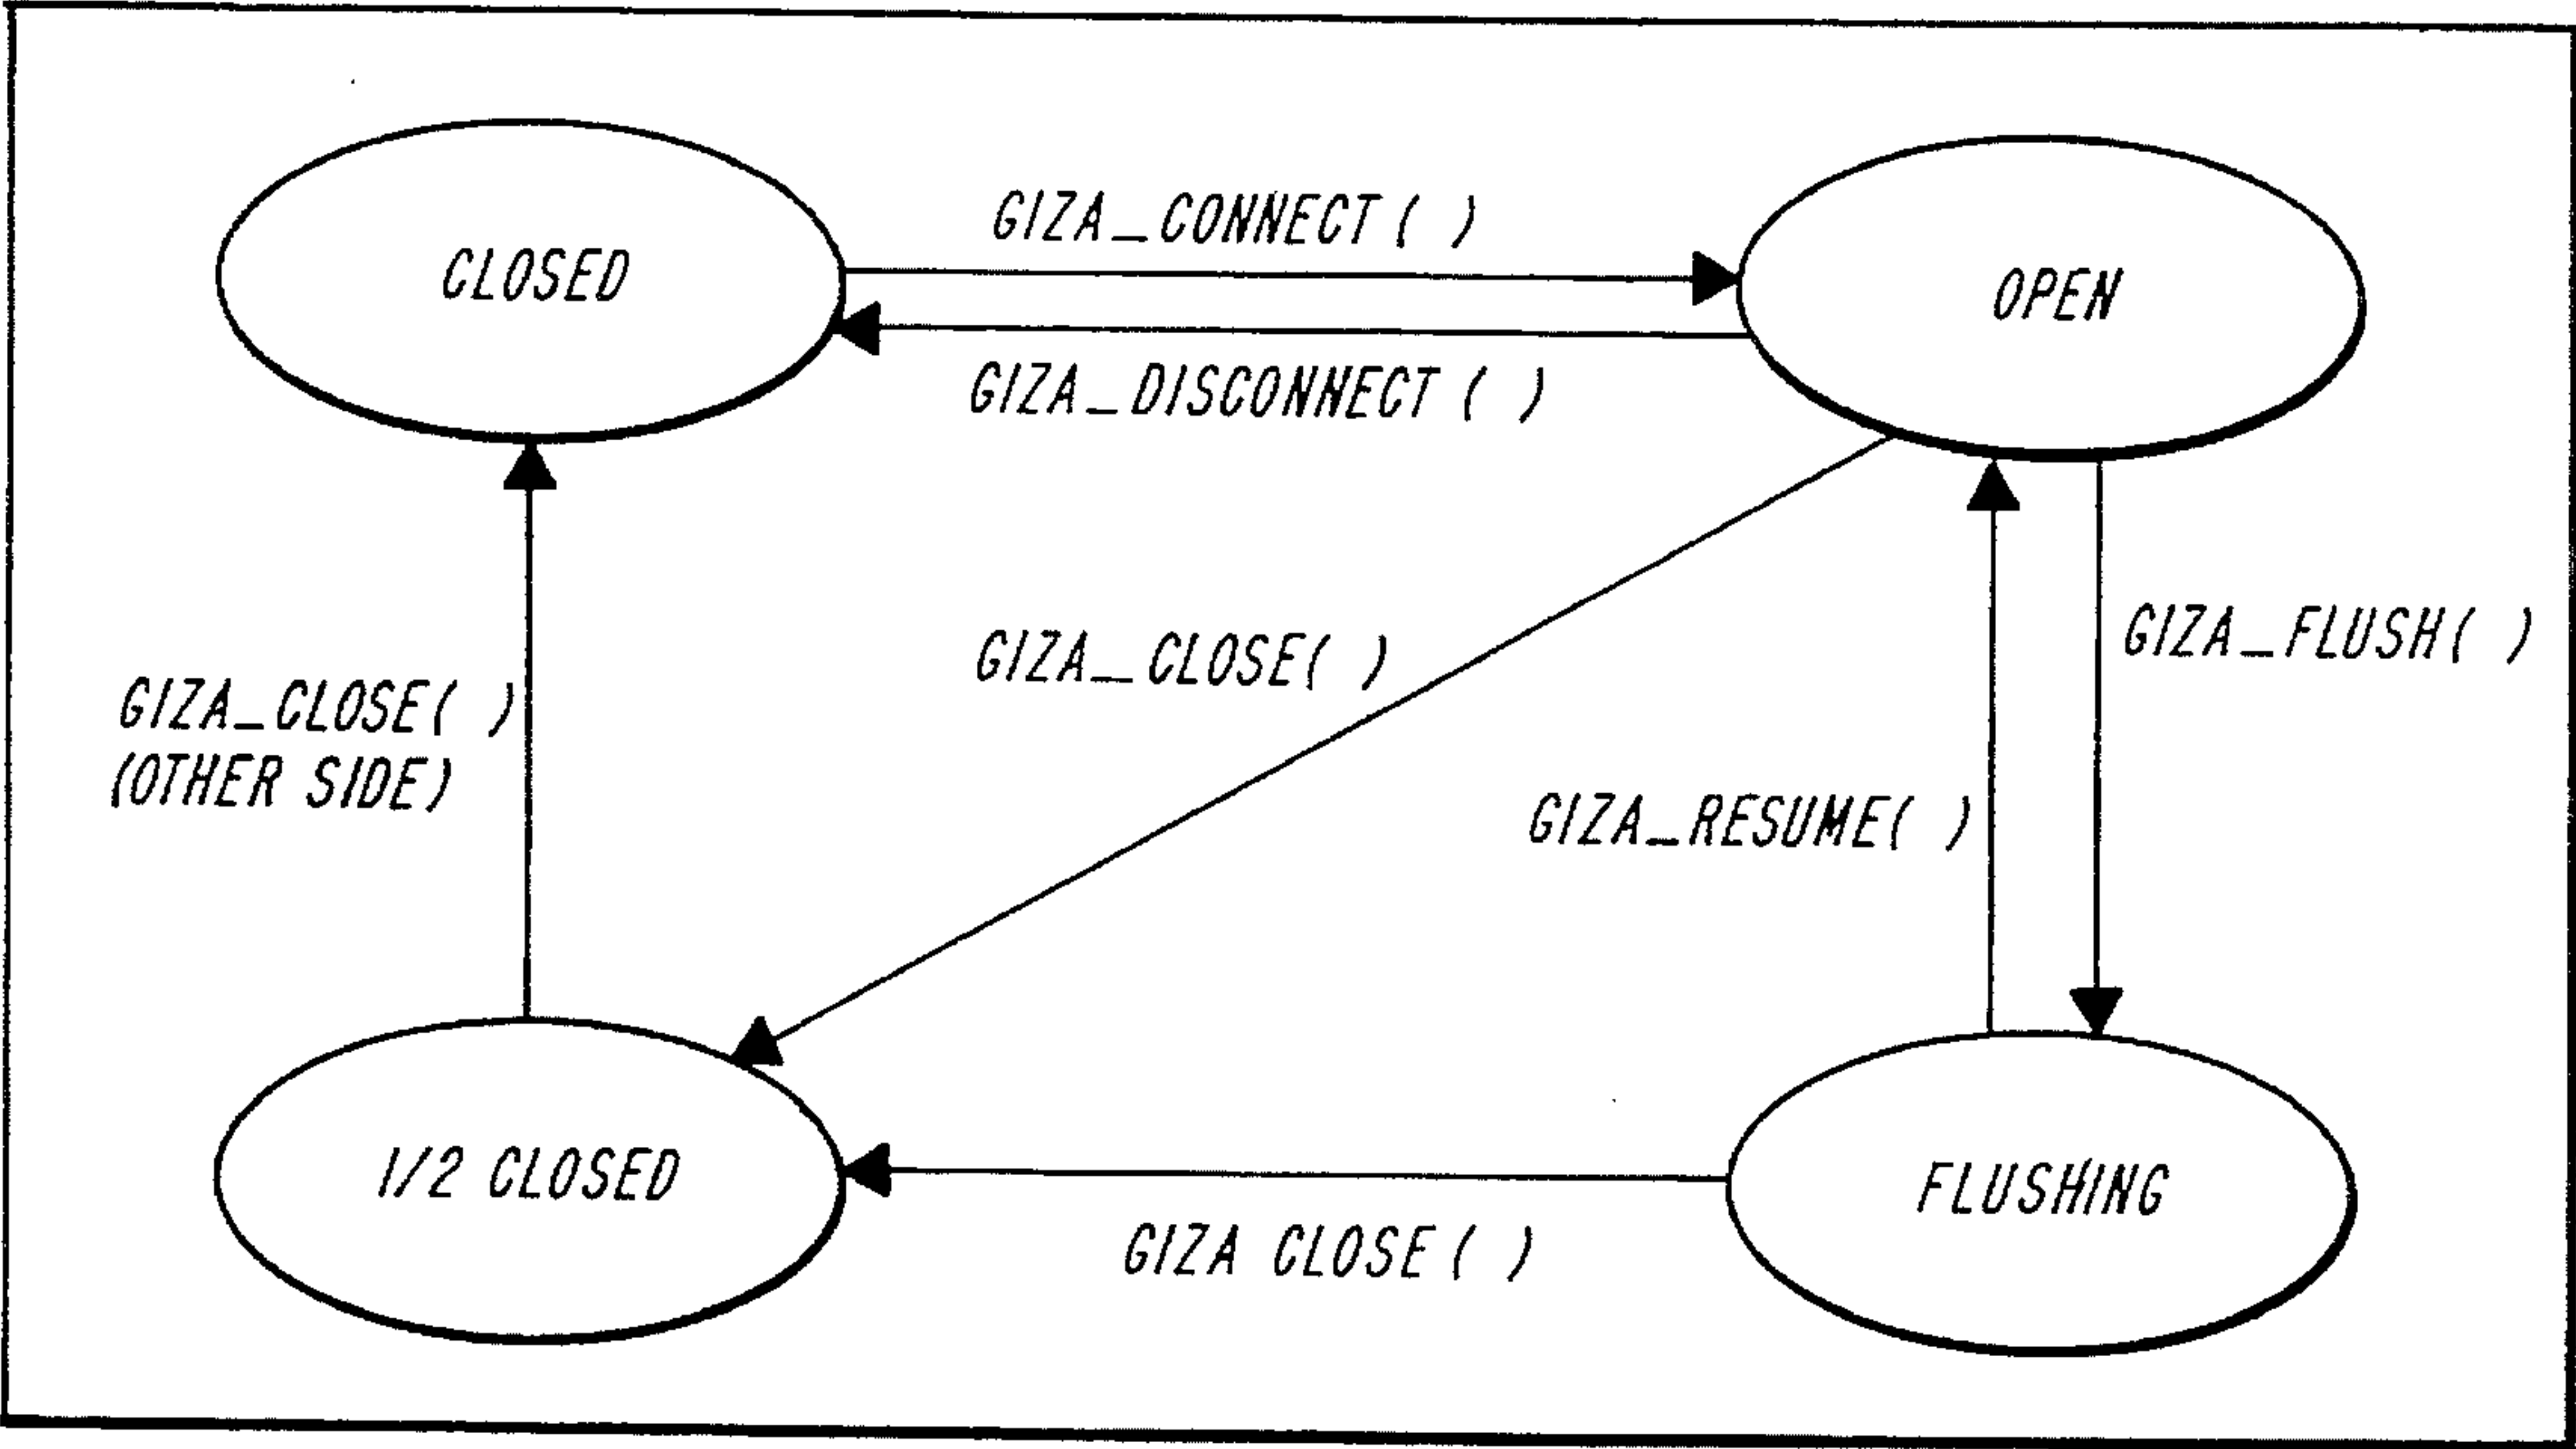 GIZA_CONNECT ( )
CLOSED
OPEN
GIZA_DISCONNECT ( )
GIZA_CLOSE( )
GIZA_FLUSH( )
GIZA_CLOSE( )
(OTHER SIDE)
GIZA_RESUME( )
1/2 CLOSED
FLUSHING
GIZA CLOSE ( )